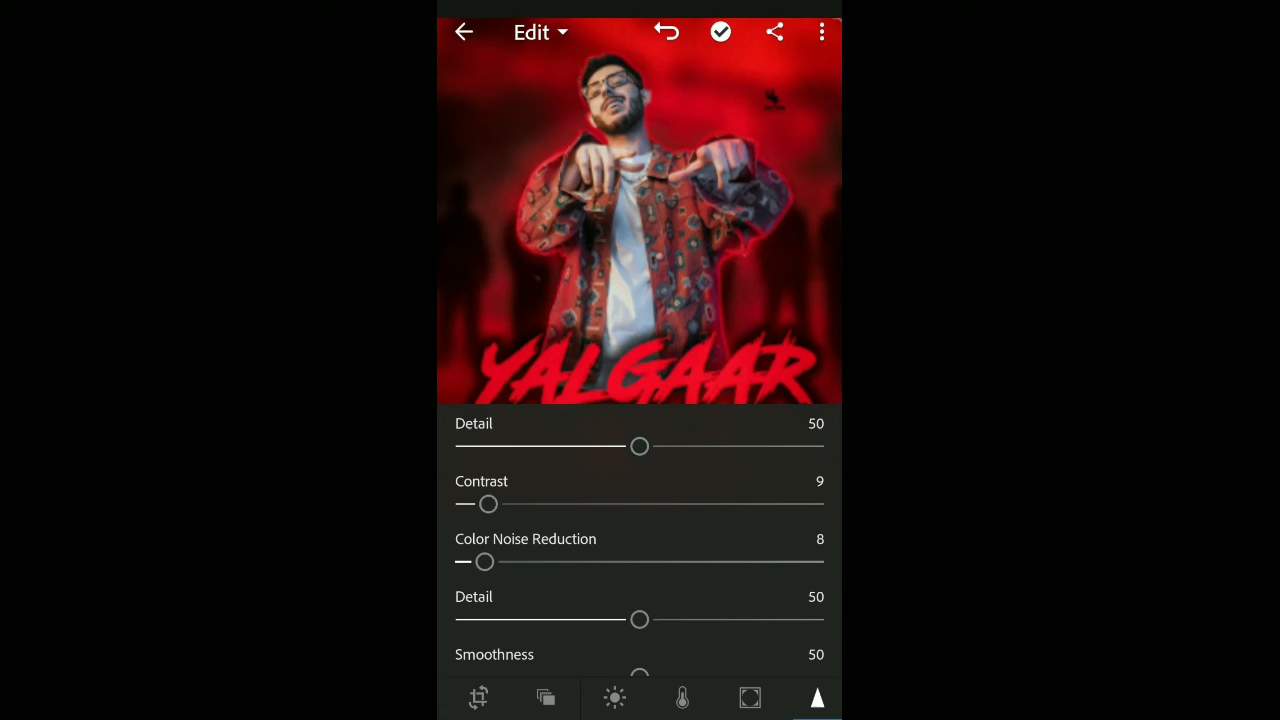 Edit
YALGAAR
Detail 50
Contrast 9
Color Noise Reduction 8
Detail 50
Smoothness 50